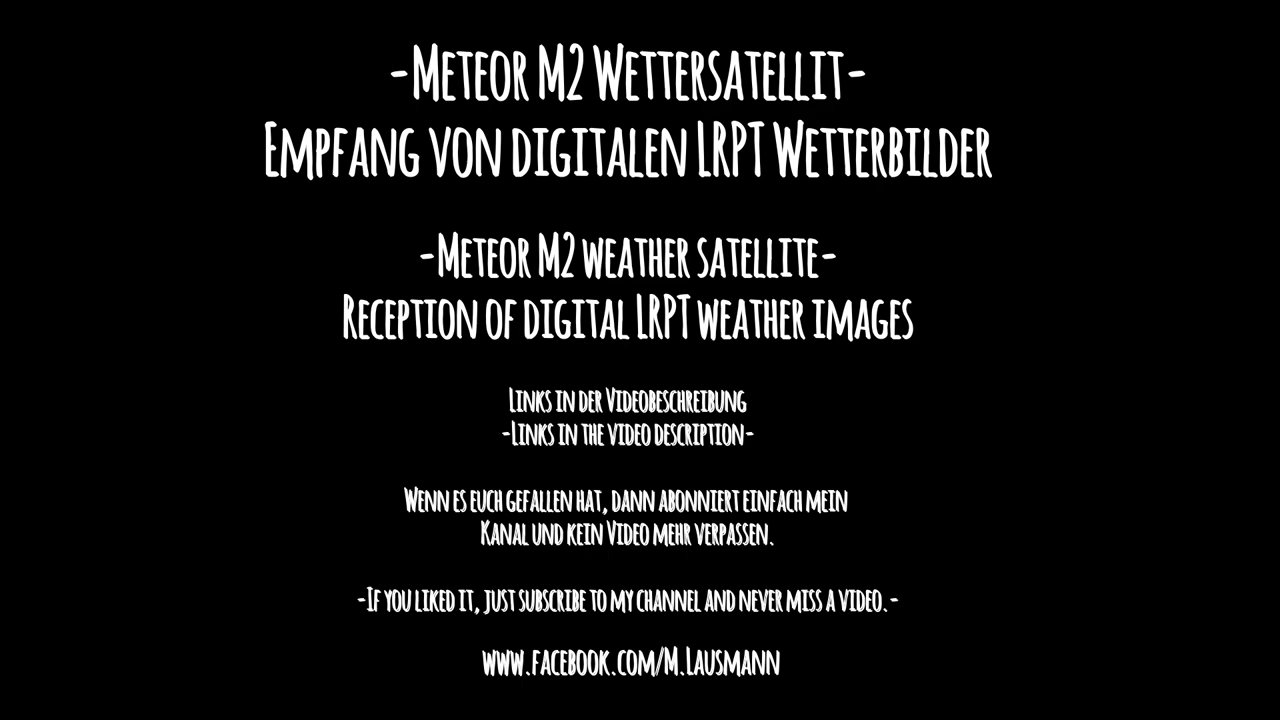 -Meteor M2 Wettersatellit-
Empfang von digitalen LRPT Wetterbilder
-Meteor M2 weather satellite-
Reception of digital LRPT weather images
Links in der Videobeschreibung
-Links in the video description-
Wenn es euch gefallen hat, dann abonniert einfach mein
Kanal und kein Video mehr verpassen.
-If you liked it, just subscribe to my channel and never miss a video.-
www.facebook.com/M.Lausmann